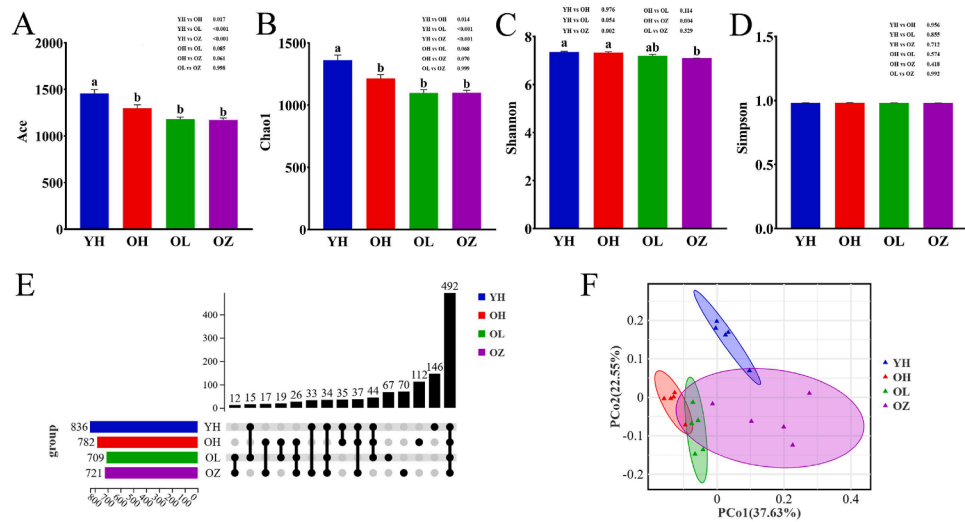 A
YH vs OH 0.017
YH vs OL <0.001
YH vs OZ <0.001
OH vs OL 0.085
OH vs OZ 0.061
OL vs OZ 0.998
Ace
2000
1500
1000
500
0
a
b
b
b
YH OH OL OZ
B
YH vs OH 0.014
YH vs OL <0.001
YH vs OZ <0.001
OH vs OL 0.068
OH vs OZ 0.070
OL vs OZ 0.999
Chao1
1500
1000
500
0
a
b
b
b
YH OH OL OZ
C
YH vs OH 0.976
YH vs OL 0.054
YH vs OZ 0.002
OH vs OL 0.114
OH vs OZ 0.004
OL vs OZ 0.329
Shannon
8
6
4
2
0
a
a
ab
b
YH OH OL OZ
D
YH vs OH 0.956
YH vs OL 0.855
YH vs OZ 0.712
OH vs OL 0.574
OH vs OZ 0.418
OL vs OZ 0.992
Simpson
1.5
1.0
0.5
0.0
YH OH OL OZ
E
400
300
200
100
0
12 15 17 19 26 33 34 35 37 44 67 70 112 146 492
YH
OH
OL
OZ
group
836
782
709
721
YH
OH
OL
OZ
800 700 600 500 400 300 200 100 0
F
PCo2(22.55%)
0.2
0.1
0
-0.1
-0.2
0 0.2 0.4
PCo1(37.63%)
YH
OH
OL
OZ